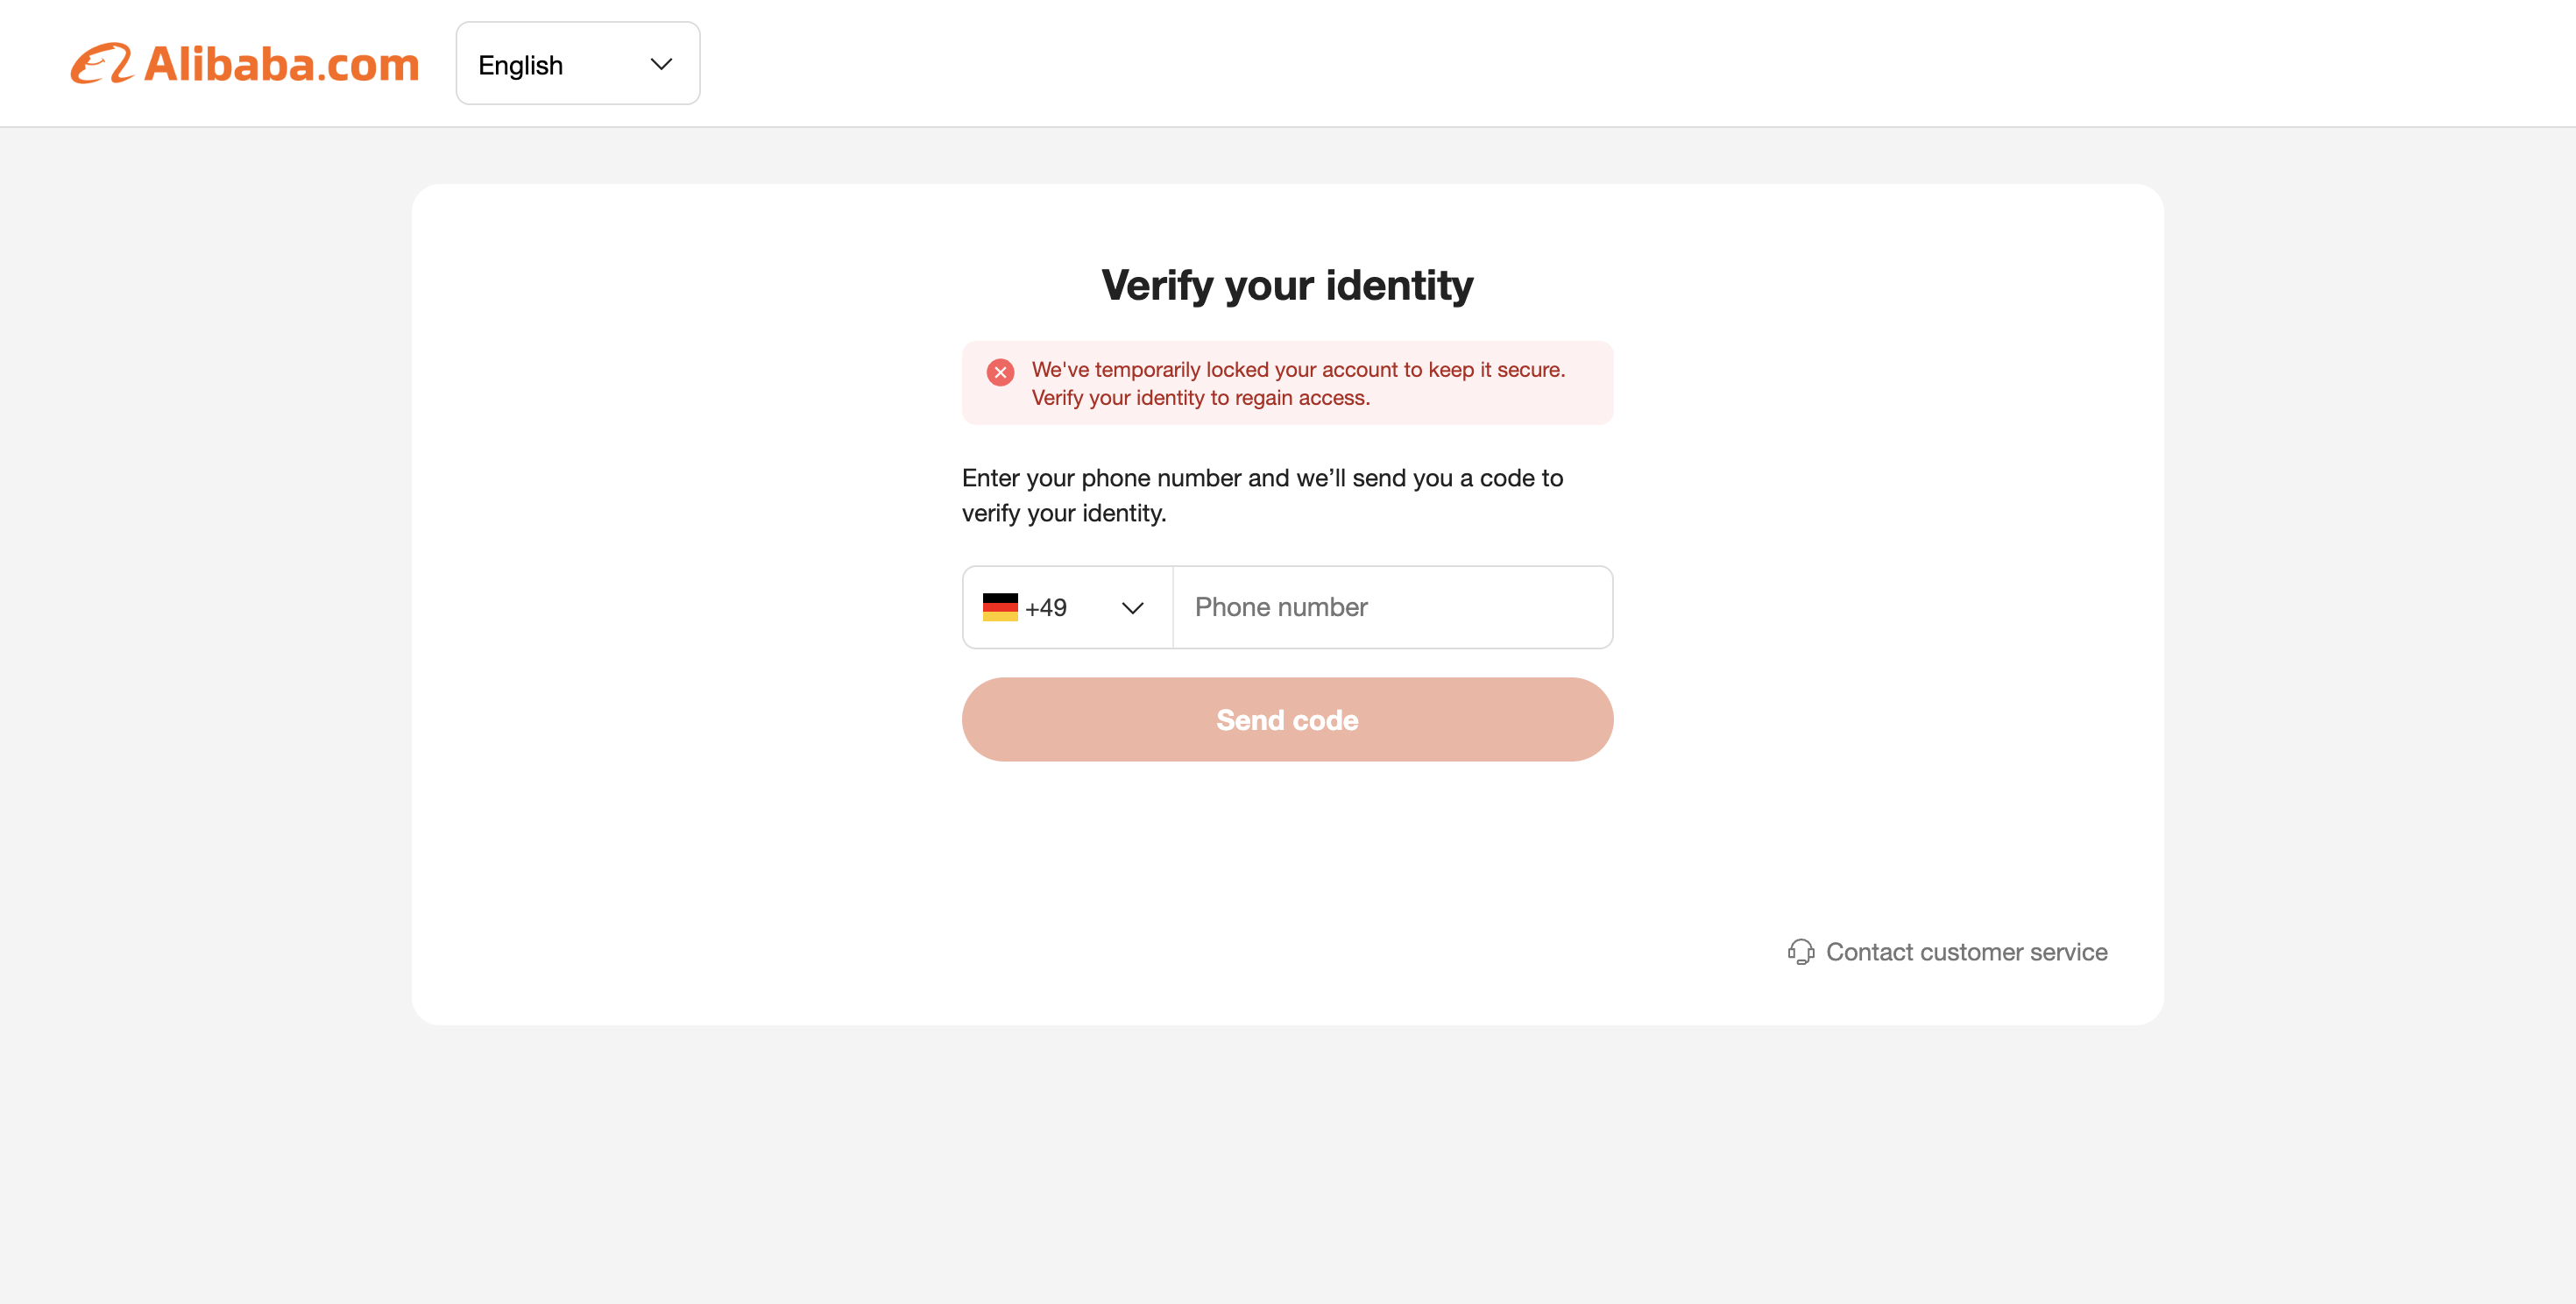 Alibaba.com
English
Verify your identity
We've temporarily locked your account to keep it secure.
Verify your identity to regain access.
Enter your phone number and we’ll send you a code to
verify your identity.
+49
Phone number
Send code
Contact customer service